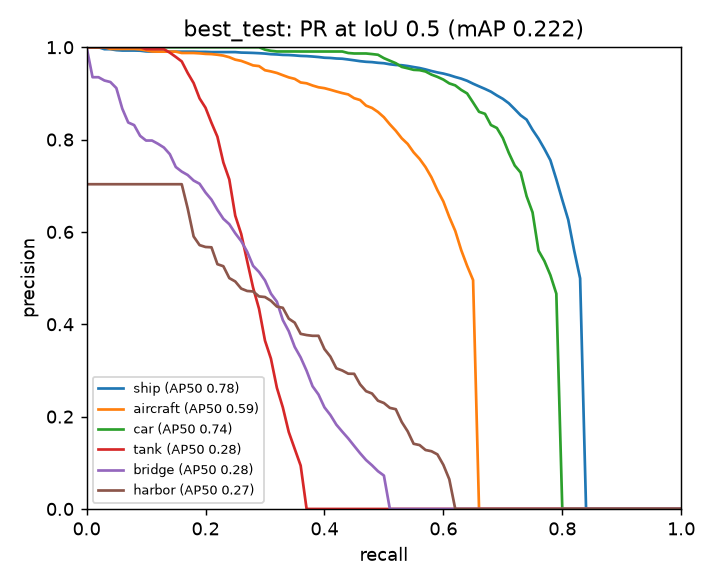 best_test: PR at IoU 0.5 (mAP 0.222)
precision
1.0
0.8
0.6
0.4
0.2
0.0
ship (AP50 0.78)
aircraft (AP50 0.59)
car (AP50 0.74)
tank (AP50 0.28)
bridge (AP50 0.28)
harbor (AP50 0.27)
0.0 0.2 0.4 0.6 0.8 1.0
recall